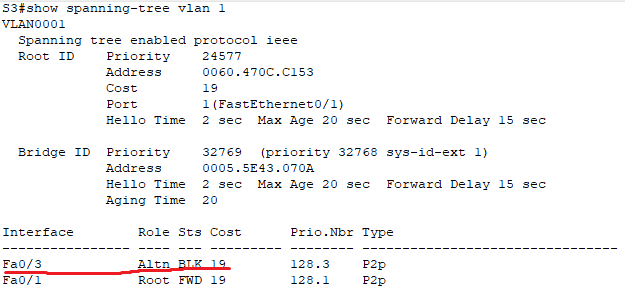 S3#show spanning-tree vlan 1
VLAN0001
  Spanning tree enabled protocol ieee
  Root ID    Priority    24577
             Address     0060.470C.C153
             Cost        19
             Port        1(FastEthernet0/1)
             Hello Time  2 sec  Max Age 20 sec  Forward Delay 15 sec

  Bridge ID  Priority    32769  (priority 32768 sys-id-ext 1)
             Address     0005.5E43.070A
             Hello Time  2 sec  Max Age 20 sec  Forward Delay 15 sec
             Aging Time  20

Interface        Role Sts Cost      Prio.Nbr Type
---------------- ---- --- --------- -------- --------------------------------
Fa0/3            Altn BLK 19        128.3    P2p
Fa0/1            Root FWD 19        128.1    P2p